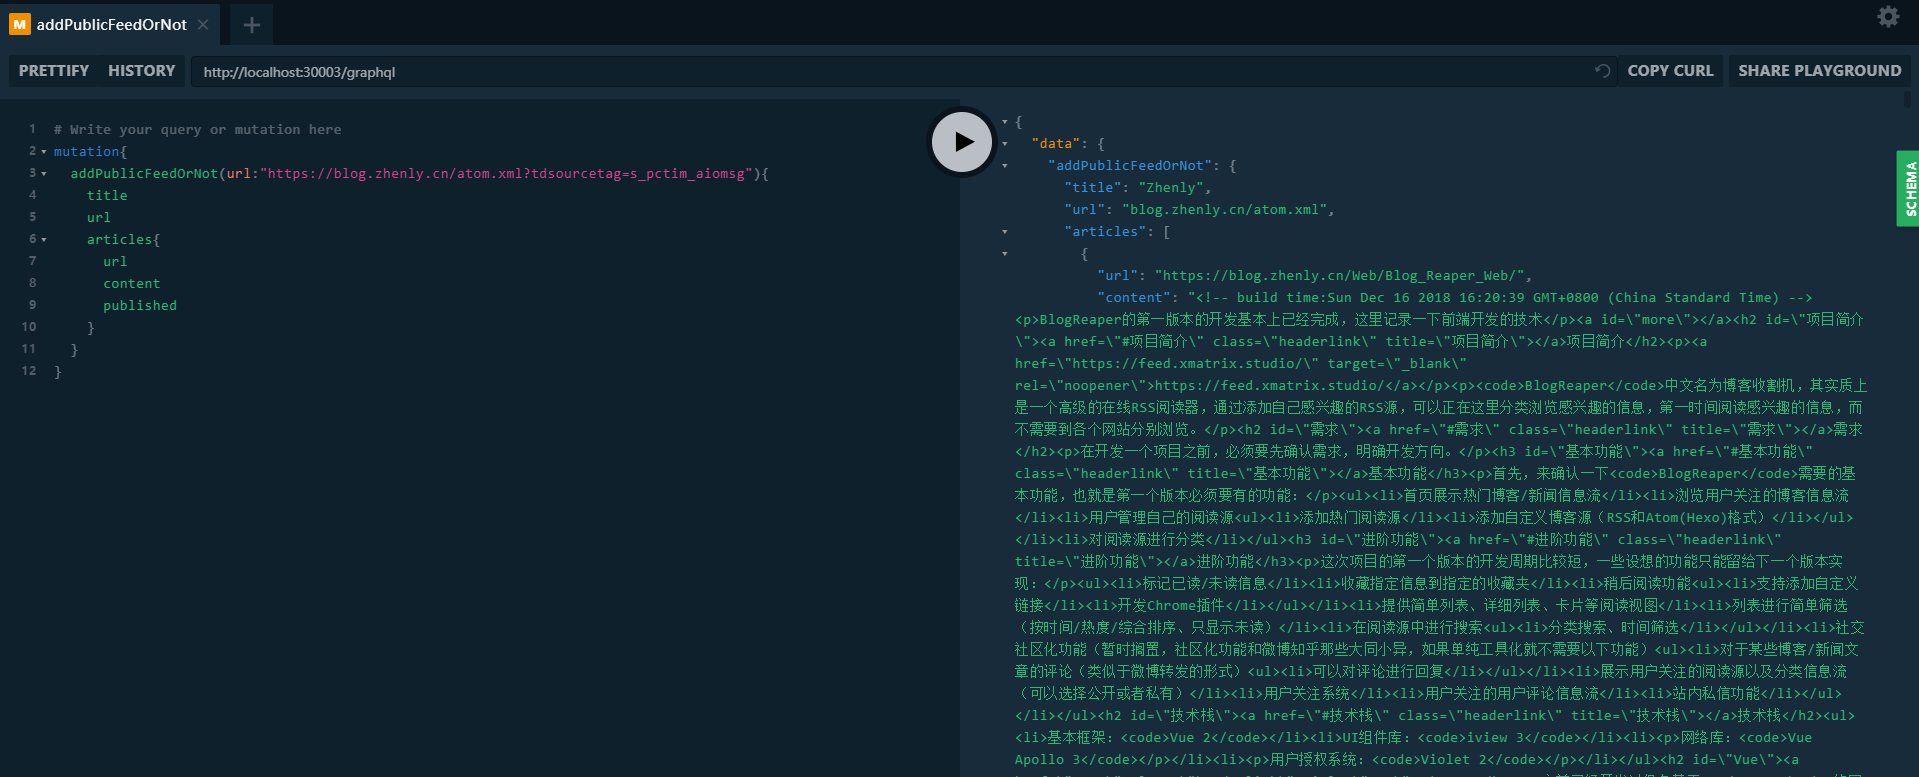 M addPublicFeedOrNot × +
PRETTIFY HISTORY http://localhost:30003/graphql COPY CURL SHARE PLAYGROUND
1 # Write your query or mutation here
2 mutation{
3 addPublicFeedOrNot(url:"https://blog.zhenly.cn/atom.xml?tdsourcetag=s_pctim_aiomsg"){
4 title
5 url
6 articles{
7 url
8 content
9 published
10 }
11 }
12 }
{
"data": {
"addPublicFeedOrNot": {
"title": "Zhenly",
"url": "blog.zhenly.cn/atom.xml",
"articles": [
{
"url": "https://blog.zhenly.cn/Web/Blog_Reaper_Web/",
"content": "<!-- build time:Sun Dec 16 2018 16:20:39 GMT+0800 (China Standard Time) -->
<p>BlogReaper的第一版本的开发基本上已经完成，这里记录一下前端开发的技术</p><a id=\"more\"></a><h2 id=\"项目简介
\"><a href=\"#项目简介\" class=\"headerlink\" title=\"项目简介\"></a>项目简介</h2><p><a
href=\"https://feed.xmatrix.studio/\" target=\"_blank\"
rel=\"noopener\">https://feed.xmatrix.studio/</a></p><p><code>BlogReaper</code>中文名为博客收割机，其实质上
是一个高级的在线RSS阅读器，通过添加自己感兴趣的RSS源，可以正在这里分类浏览感兴趣的信息，第一时间阅读感兴趣的信息，而
不需要到各个网站分别浏览。</p><h2 id=\"需求\"><a href=\"#需求\" class=\"headerlink\" title=\"需求\"></a>需求
</h2><p>在开发一个项目之前，必须要先确认需求，明确开发方向。</p><h3 id=\"基本功能\"><a href=\"#基本功能\"
class=\"headerlink\" title=\"基本功能\"></a>基本功能</h3><p>首先，来确认一下<code>BlogReaper</code>需要的基
本功能，也就是第一个版本必须要有的功能：</p><ul><li>首页展示热门博客/新闻信息流</li><li>浏览用户关注的博客信息流
</li><li>用户管理自己的阅读源<ul><li>添加热门阅读源</li><li>添加自定义博客源（RSS和Atom(Hexo)格式）</li></ul>
</li><li>对阅读源进行分类</li></ul><h3 id=\"进阶功能\"><a href=\"#进阶功能\" class=\"headerlink\"
title=\"进阶功能\"></a>进阶功能</h3><p>这次项目的第一个版本的开发周期比较短，一些设想的功能只能留给下一个版本实
现：</p><ul><li>标记已读/未读信息</li><li>收藏指定信息到指定的收藏夹</li><li>稍后阅读功能<ul><li>支持添加自定义
链接</li><li>开发Chrome插件</li></ul></li><li>提供简单列表、详细列表、卡片等阅读视图</li><li>列表进行简单筛选
（按时间/热度/综合排序、只显示未读）</li><li>在阅读源中进行搜索<ul><li>分类搜索、时间筛选</li></ul></li><li>社交
社区化功能（暂时搁置，社区化功能和微博知乎那些大同小异，如果单纯工具化就不需要以下功能）<ul><li>对于某些博客/新闻文
章的评论（类似于微博转发的形式）<ul><li>可以对评论进行回复</li></ul></li><li>展示用户关注的阅读源以及分类信息流
（可以选择公开或者私有）</li><li>用户关注系统</li><li>用户关注的用户评论信息流</li><li>站内私信功能</li></ul>
</li></ul><h2 id=\"技术栈\"><a href=\"#技术栈\" class=\"headerlink\" title=\"技术栈\"></a>技术栈</h2><ul>
<li>基本框架：<code>Vue 2</code></li><li>UI组件库：<code>iview 3</code></li><li><p>网络库：<code>Vue
Apollo 3</code></p></li><li><p>用户授权系统：<code>Violet 2</code></p></li></ul><h2 id=\"Vue\"><a
SCHEMA